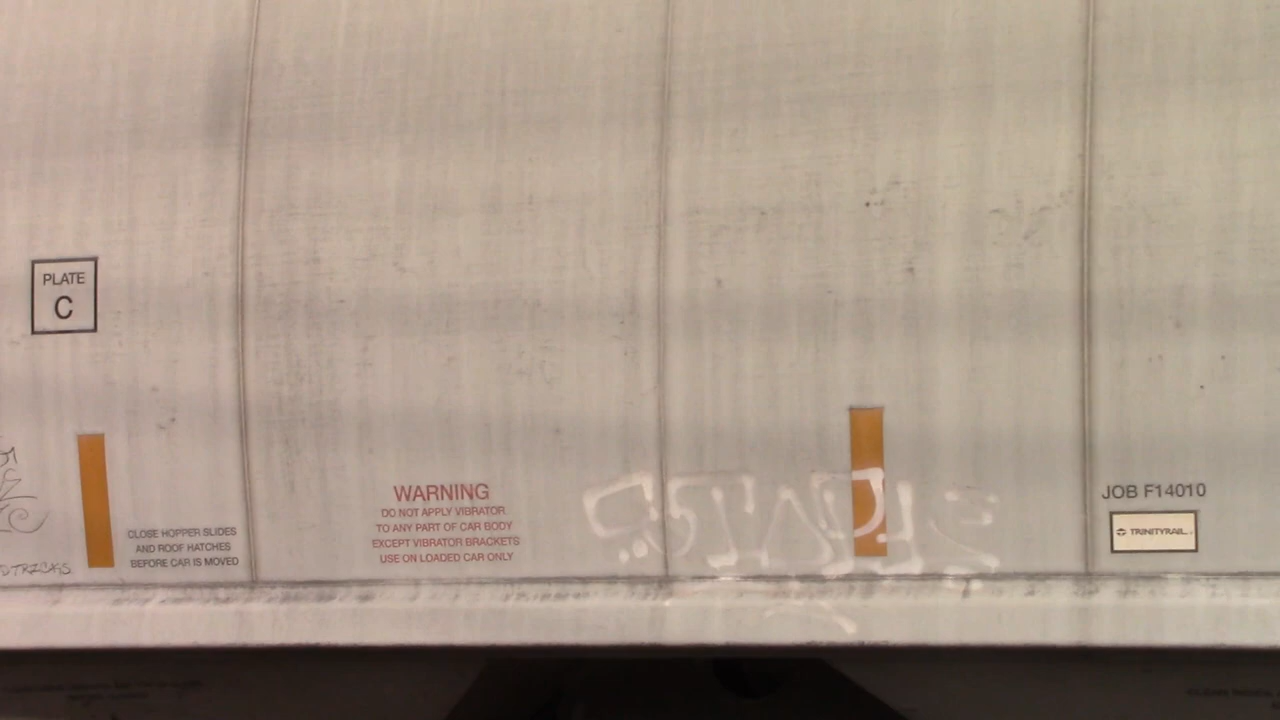 PLATE
C
CLOSE HOPPER SLIDES
AND ROOF HATCHES
BEFORE CAR IS MOVED
WARNING
DO NOT APPLY VIBRATOR
TO ANY PART OF CAR BODY
EXCEPT VIBRATOR BRACKETS
USE ON LOADED CAR ONLY
JOB F14010
TRINITYRAIL